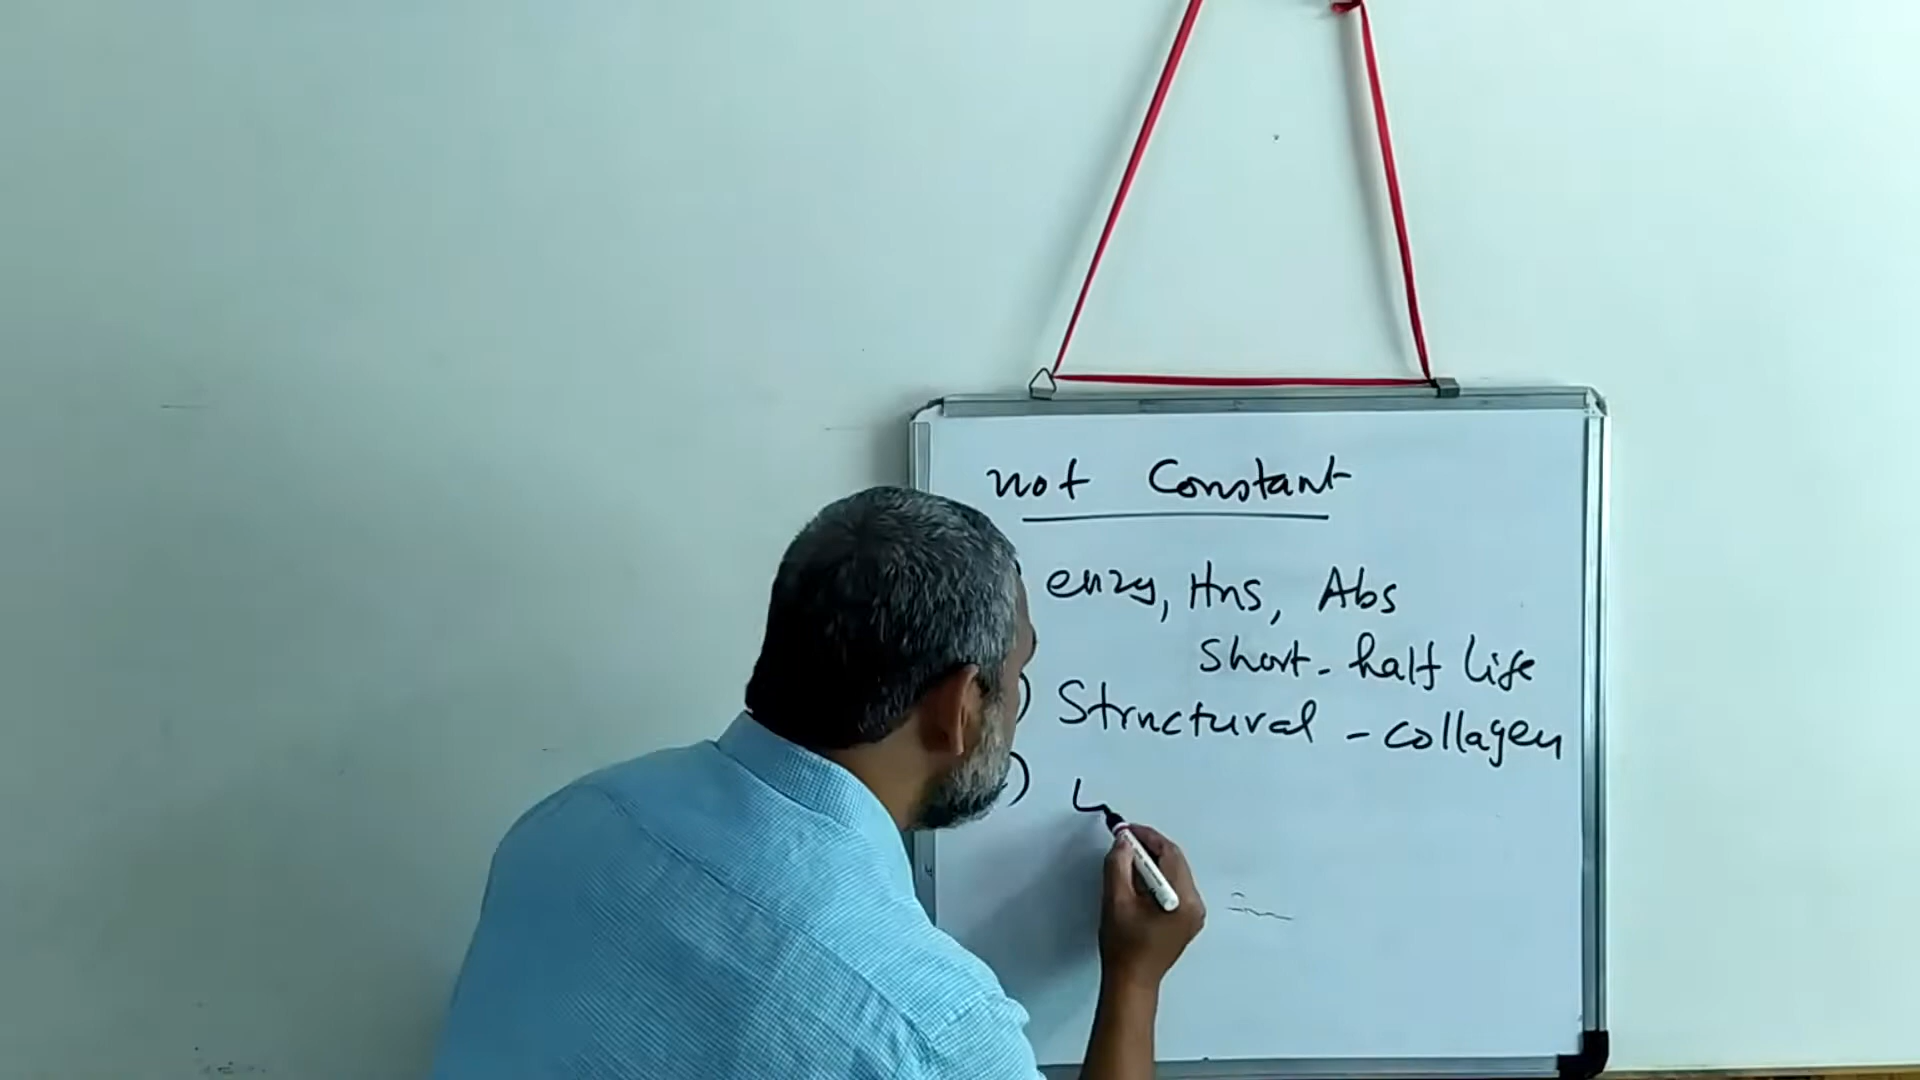 not Constant
enzy, Hns, Abs
Short-half life
) Structural - collagen
) L